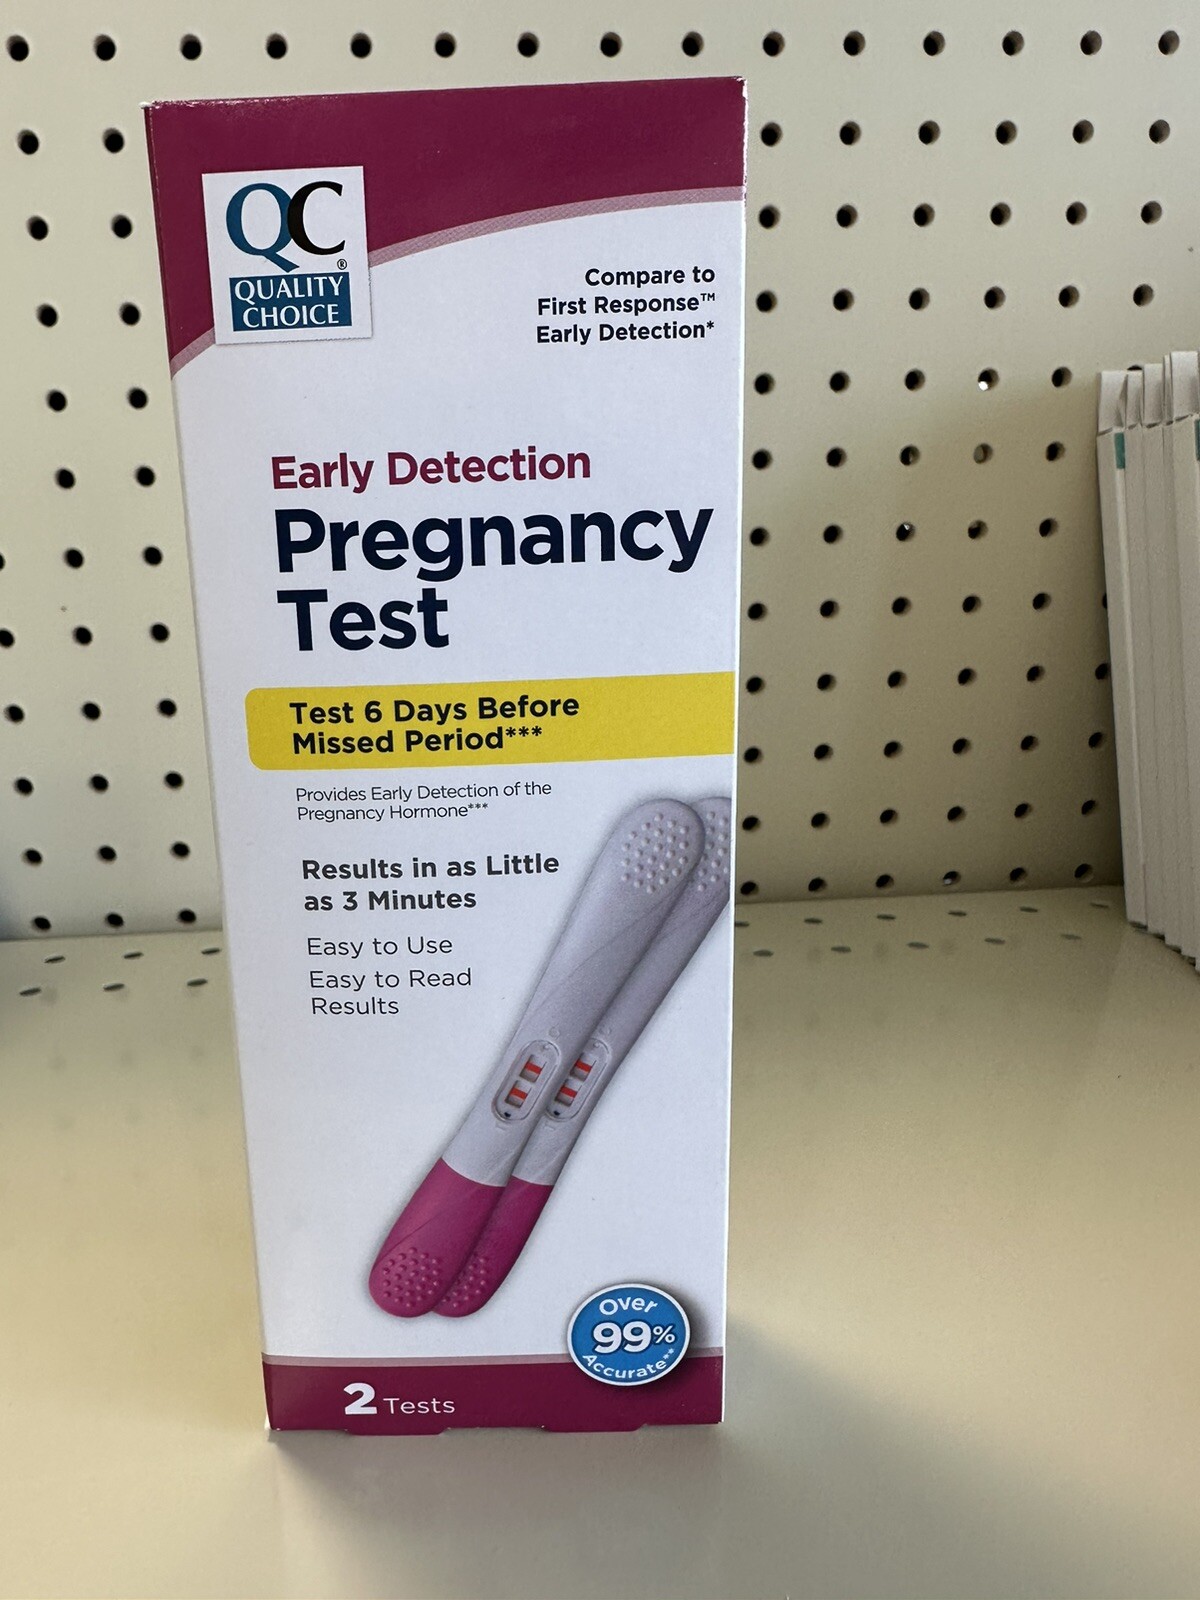 QC®
QUALITY
CHOICE
Compare to
First Response™
Early Detection*
Early Detection
Pregnancy
Test
Test 6 Days Before
Missed Period***
Provides Early Detection of the
Pregnancy Hormone***
Results in as Little
as 3 Minutes
Easy to Use
Easy to Read
Results
Over
99%
Accurate**
2 Tests